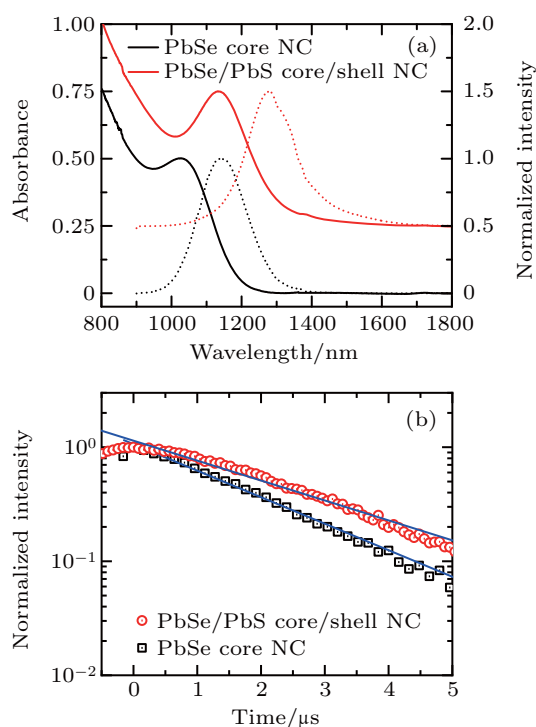 PbSe core NC (a)
PbSe/PbS core/shell NC
1.00
0.75
0.50
0.25
0
2.0
1.5
1.0
0.5
0
Absorbance
Normalized intensity
800 1000 1200 1400 1600 1800
Wavelength/nm
(b)
10⁰
10⁻¹
10⁻²
Normalized intensity
PbSe/PbS core/shell NC
PbSe core NC
0 1 2 3 4 5
Time/μs